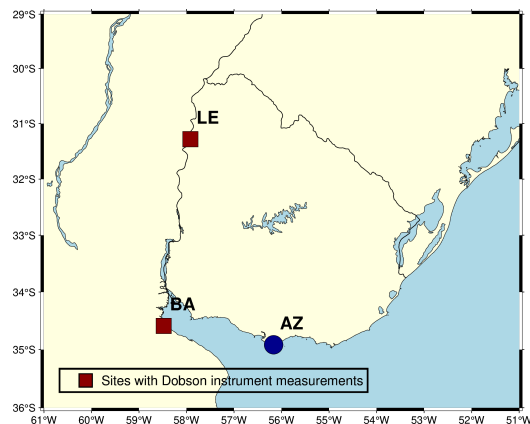 29°S
30°S
31°S
32°S
33°S
34°S
35°S
36°S
LE
BA
AZ
Sites with Dobson instrument measurements
61°W 60°W 59°W 58°W 57°W 56°W 55°W 54°W 53°W 52°W 51°W